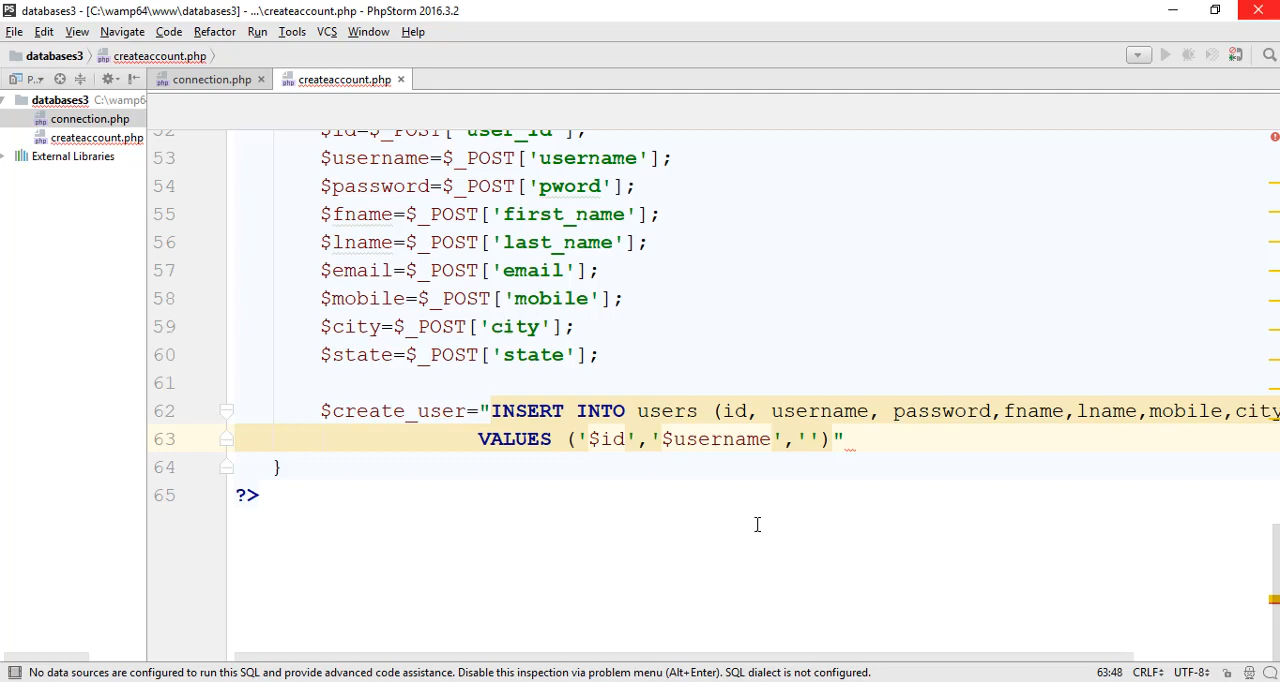 databases3 - [C:\wamp64\www\databases3] - ...\createaccount.php - PhpStorm 2016.3.2
File Edit View Navigate Code Refactor Run Tools VCS Window Help
databases3 createaccount.php
P.. connection.php createaccount.php
databases3 C:\wamp6
connection.php
createaccount.php
External Libraries
52 $id=$_POST['user_id'];
53 $username=$_POST['username'];
54 $password=$_POST['pword'];
55 $fname=$_POST['first_name'];
56 $lname=$_POST['last_name'];
57 $email=$_POST['email'];
58 $mobile=$_POST['mobile'];
59 $city=$_POST['city'];
60 $state=$_POST['state'];
61
62 $create_user="INSERT INTO users (id, username, password,fname,lname,mobile,city
63 VALUES ('$id','$username','')"
64 }
65 ?>
No data sources are configured to run this SQL and provide advanced code assistance. Disable this inspection via problem menu (Alt+Enter). SQL dialect is not configured. 63:48 CRLF UTF-8